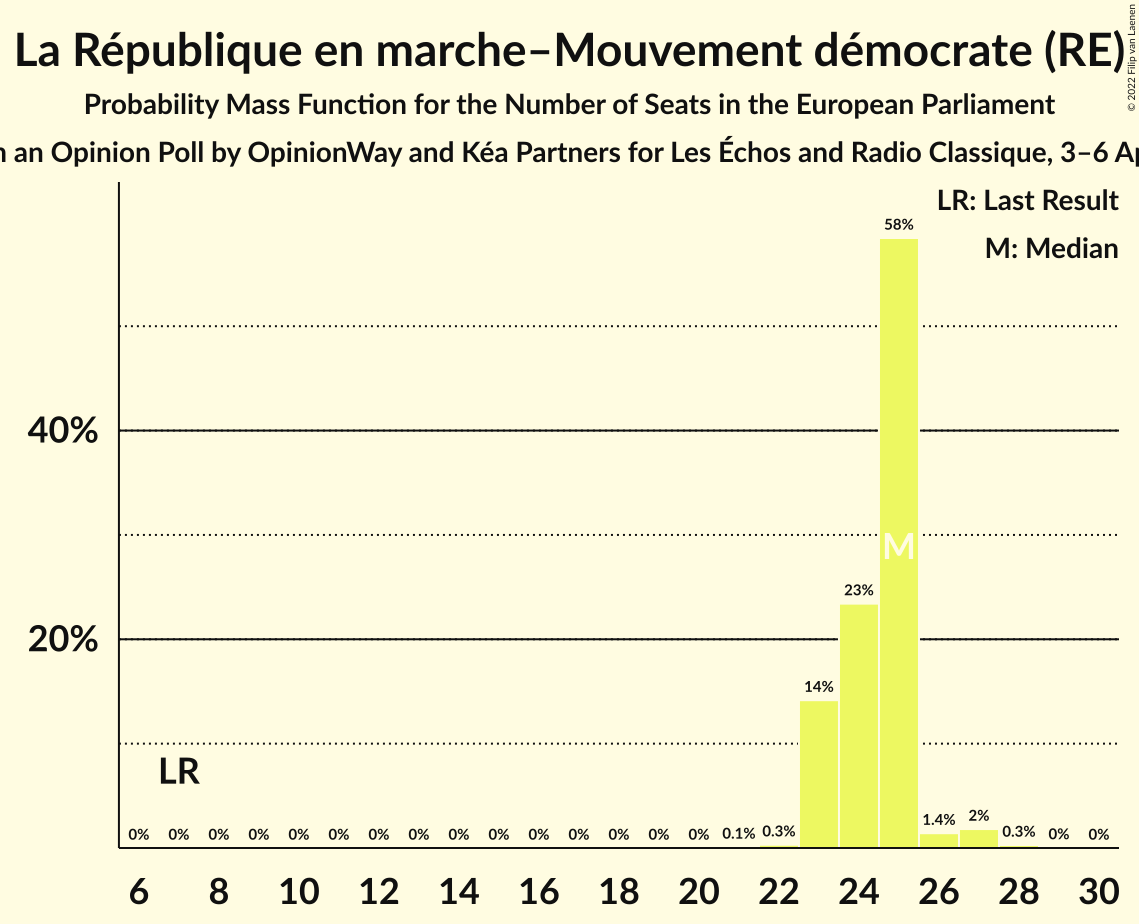 La République en marche–Mouvement démocrate (RE)
© 2022 Filip van Laenen
Probability Mass Function for the Number of Seats in the European Parliament
an Opinion Poll by OpinionWay and Kéa Partners for Les Échos and Radio Classique, 3–6
LR: Last Result
M: Median
58%
40%
M
23%
20%
14%
LR
0% 0% 0% 0% 0% 0% 0% 0% 0% 0% 0% 0% 0% 0% 0% 0.1% 0.3% 1.4% 2% 0.3% 0% 0%
6 8 10 12 14 16 18 20 22 24 26 28 30